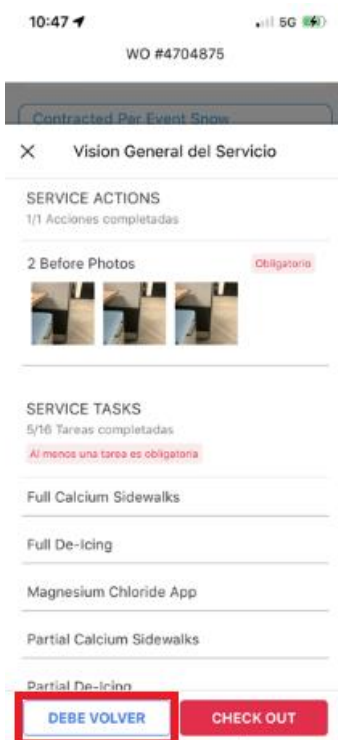 10:47
5G
WO #4704875
Contracted Per Event Snow
Vision General del Servicio
SERVICE ACTIONS
1/1 Acciones completadas
2 Before Photos
Obligatorio
SERVICE TASKS
5/16 Tareas completadas
Al menos una tarea es obligatoria
Full Calcium Sidewalks
Full De-Icing
Magnesium Chloride App
Partial Calcium Sidewalks
Partial De-Icing
DEBE VOLVER
CHECK OUT